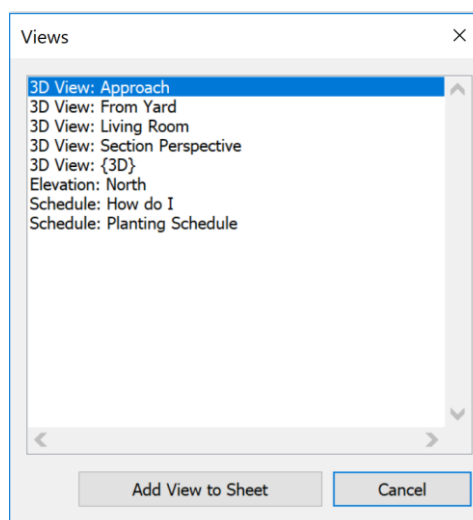 Views
3D View: Approach
3D View: From Yard
3D View: Living Room
3D View: Section Perspective
3D View: {3D}
Elevation: North
Schedule: How do I
Schedule: Planting Schedule
Add View to Sheet
Cancel